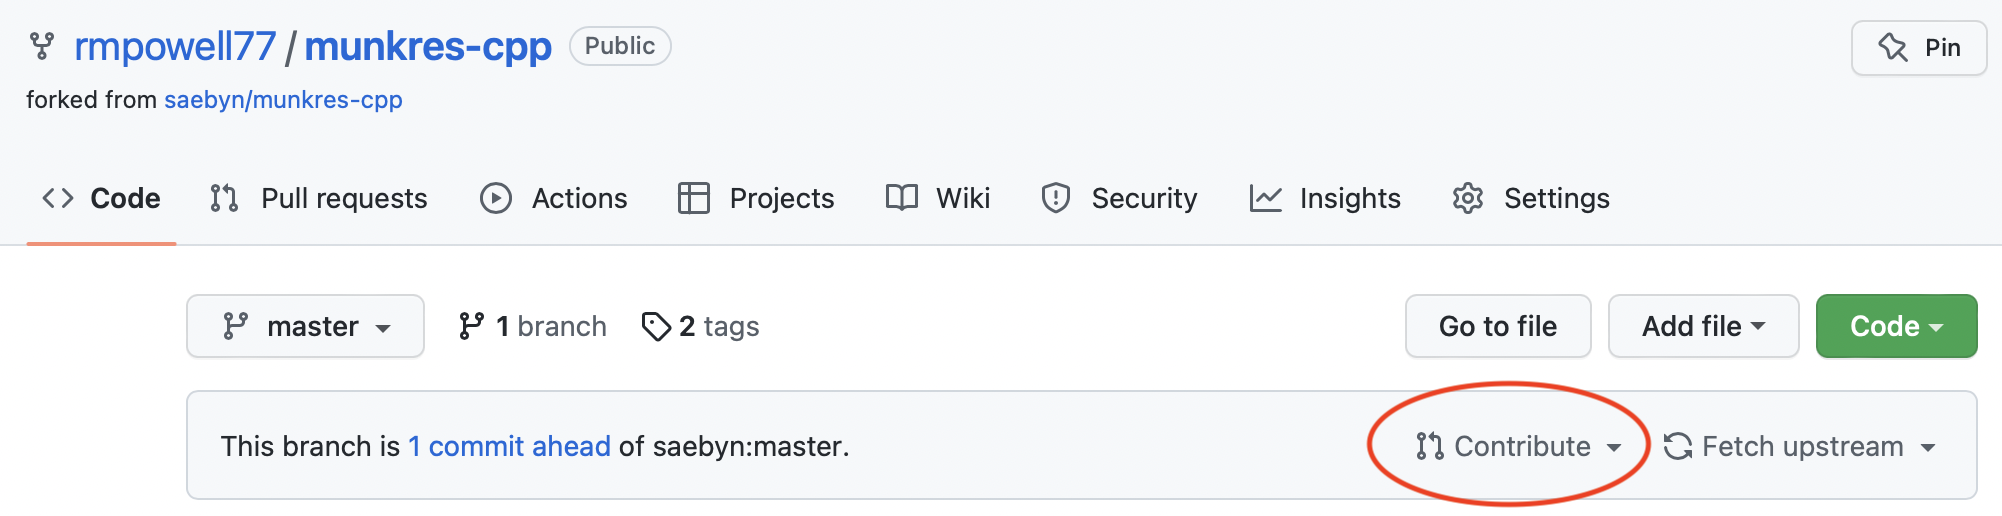 rmpowell77 / munkres-cpp Public Pin
forked from saebyn/munkres-cpp
Code Pull requests Actions Projects Wiki Security Insights Settings
master 1 branch 2 tags Go to file Add file Code
This branch is 1 commit ahead of saebyn:master. Contribute Fetch upstream